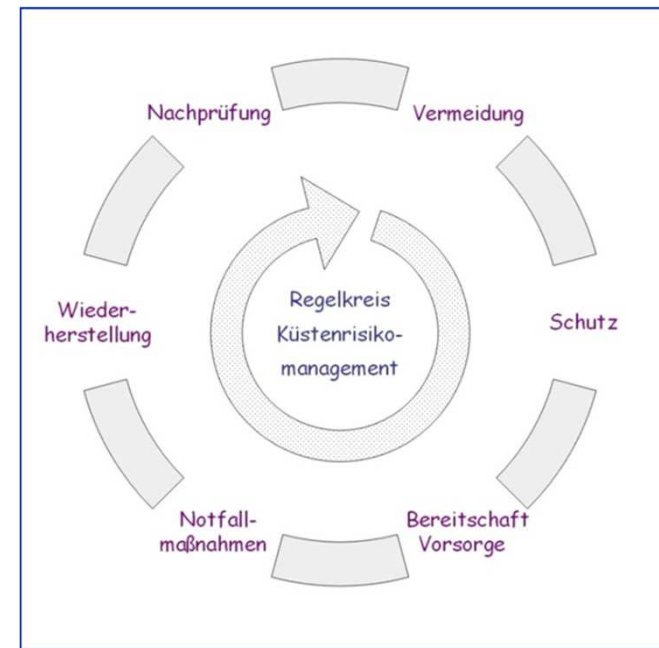 Nachprüfung
Vermeidung
Wieder-
herstellung
Regelkreis
Küstenrisiko-
management
Schutz
Notfall-
maßnahmen
Bereitschaft
Vorsorge